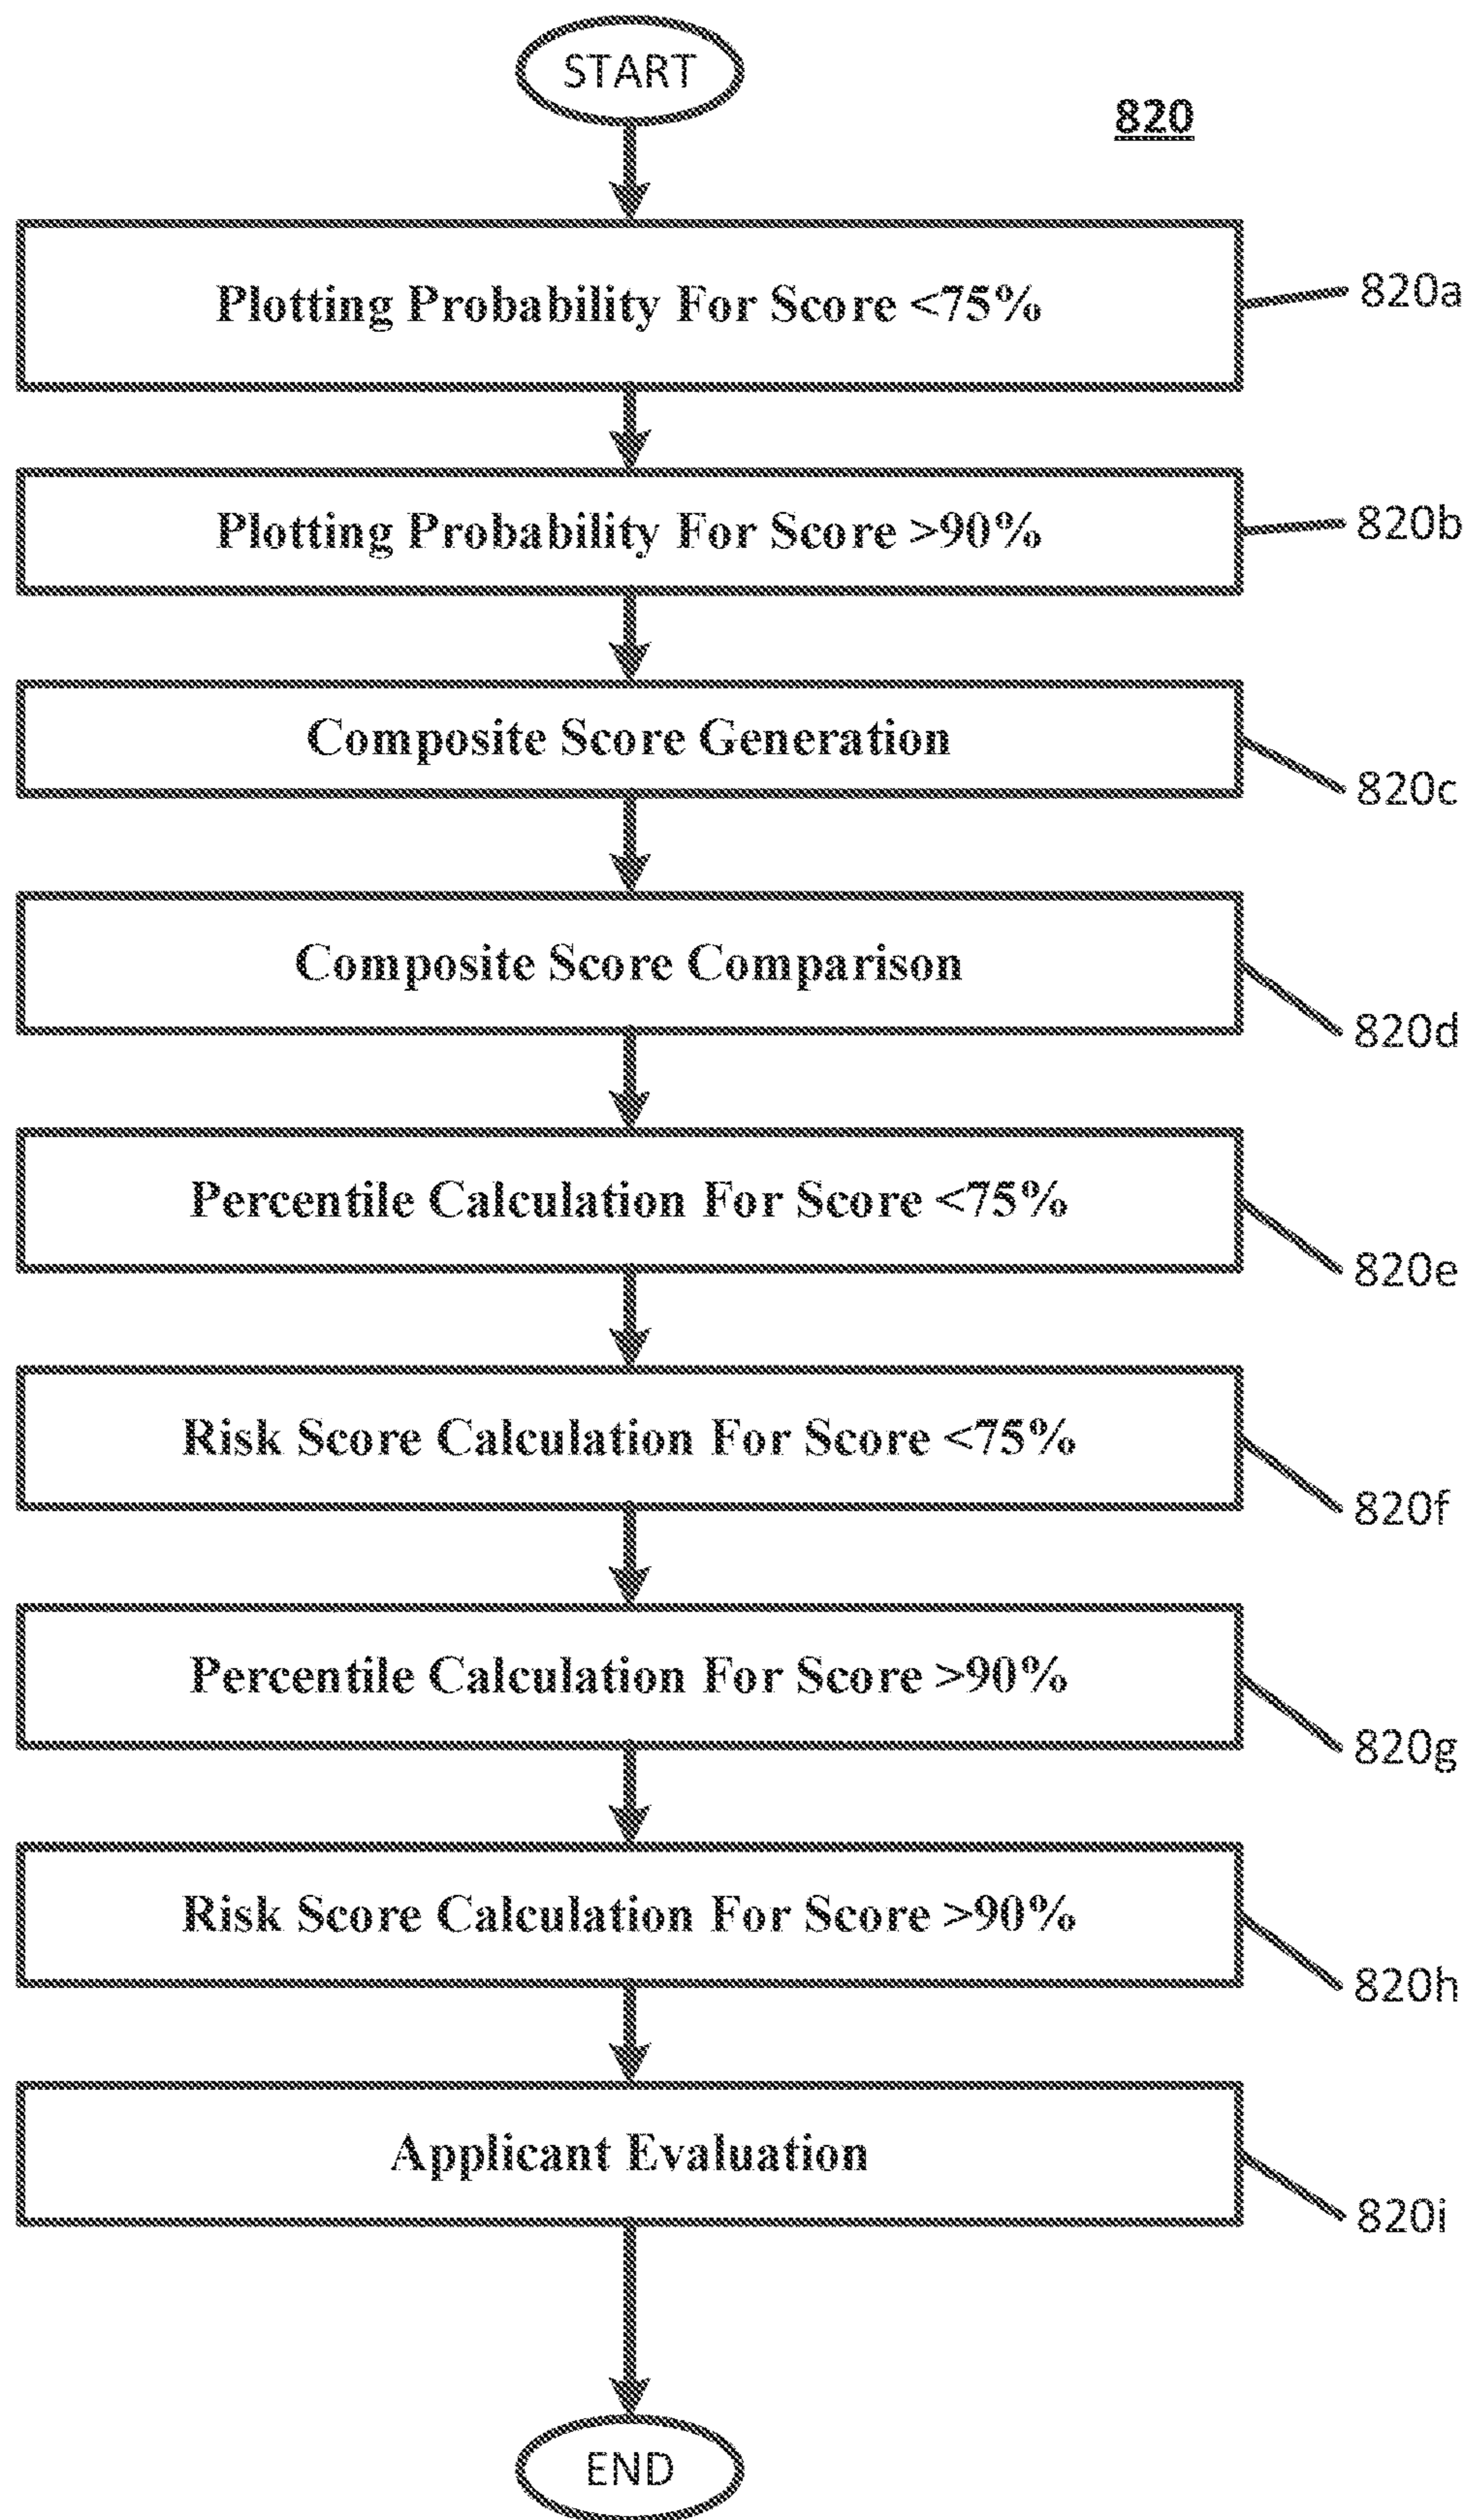 START
820
Plotting Probability For Score <75%
820a
Plotting Probability For Score >90%
820b
Composite Score Generation
820c
Composite Score Comparison
820d
Percentile Calculation For Score <75%
820e
Risk Score Calculation For Score <75%
820f
Percentile Calculation For Score >90%
820g
Risk Score Calculation For Score >90%
820h
Applicant Evaluation
820i
END